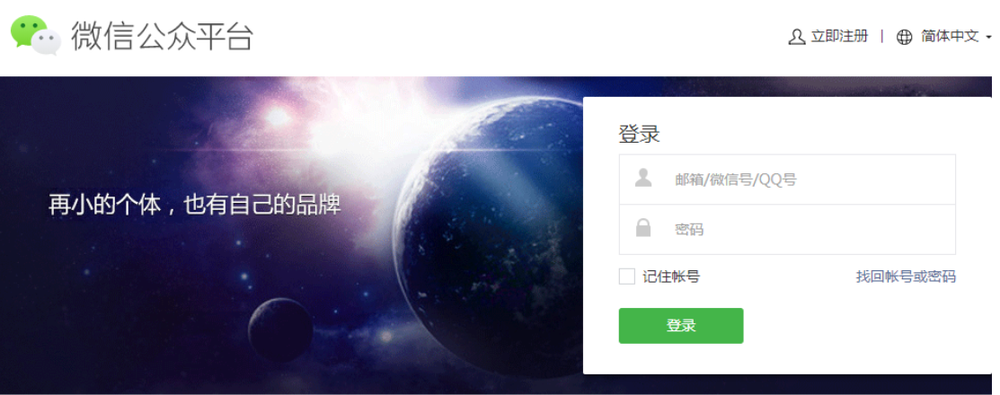 微信公众平台
立即注册 | 简体中文
再小的个体，也有自己的品牌
登录
邮箱/微信号/QQ号
密码
记住帐号 找回帐号或密码
登录